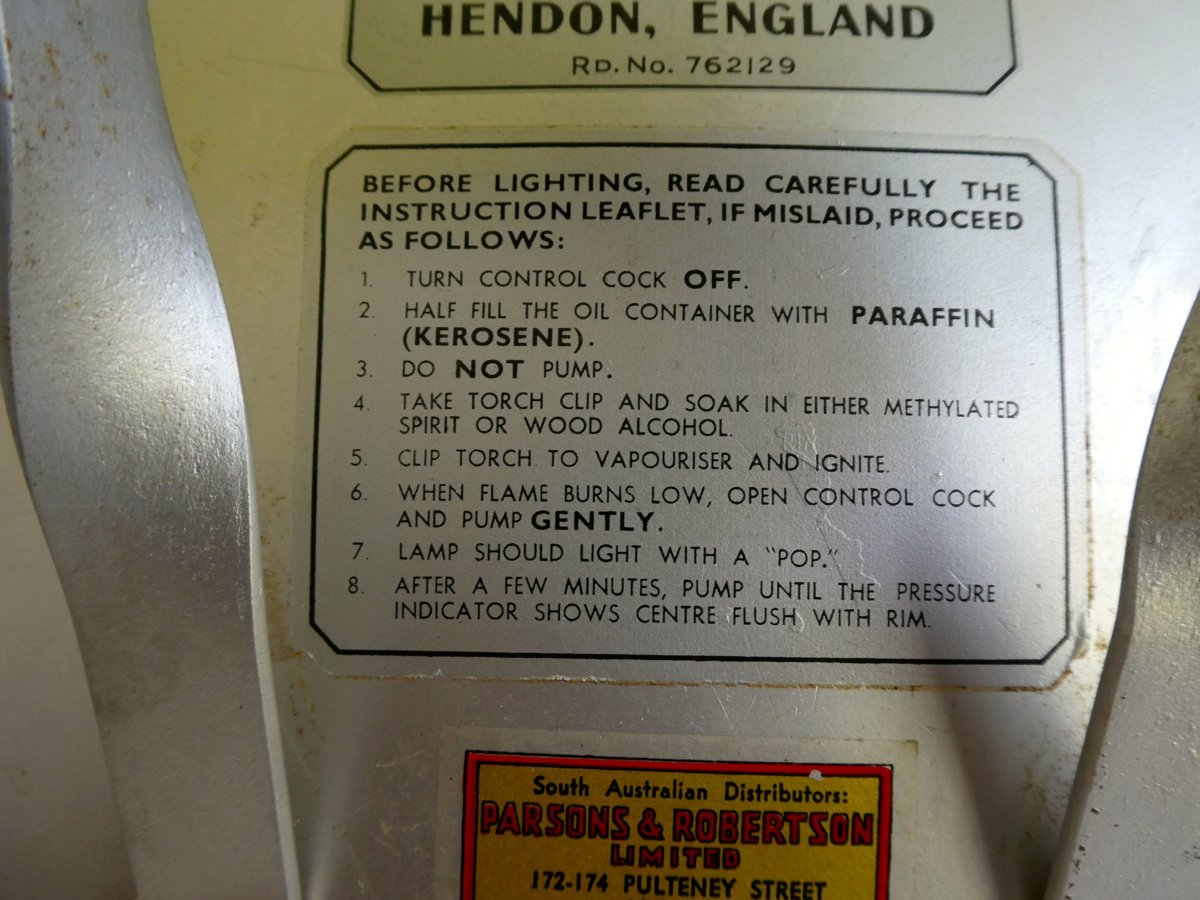 HENDON, ENGLAND
RD. No. 762129
BEFORE LIGHTING, READ CAREFULLY THE
INSTRUCTION LEAFLET, IF MISLAID, PROCEED
AS FOLLOWS:
1. TURN CONTROL COCK OFF.
2. HALF FILL THE OIL CONTAINER WITH PARAFFIN
(KEROSENE).
3. DO NOT PUMP.
4. TAKE TORCH CLIP AND SOAK IN EITHER METHYLATED
SPIRIT OR WOOD ALCOHOL.
5. CLIP TORCH TO VAPOURISER AND IGNITE.
6. WHEN FLAME BURNS LOW, OPEN CONTROL COCK
AND PUMP GENTLY.
7. LAMP SHOULD LIGHT WITH A "POP."
8. AFTER A FEW MINUTES, PUMP UNTIL THE PRESSURE
INDICATOR SHOWS CENTRE FLUSH WITH RIM.
South Australian Distributors:
PARSONS & ROBERTSON
LIMITED
172-174 PULTENEY STREET